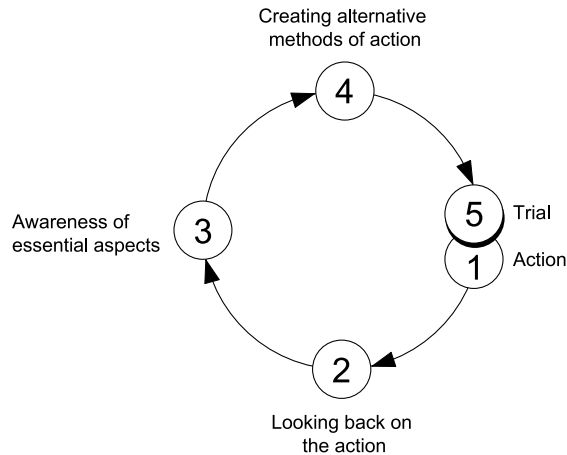 Creating alternative
methods of action
4
5
Trial
Awareness of
essential aspects
3
1
Action
2
Looking back on
the action